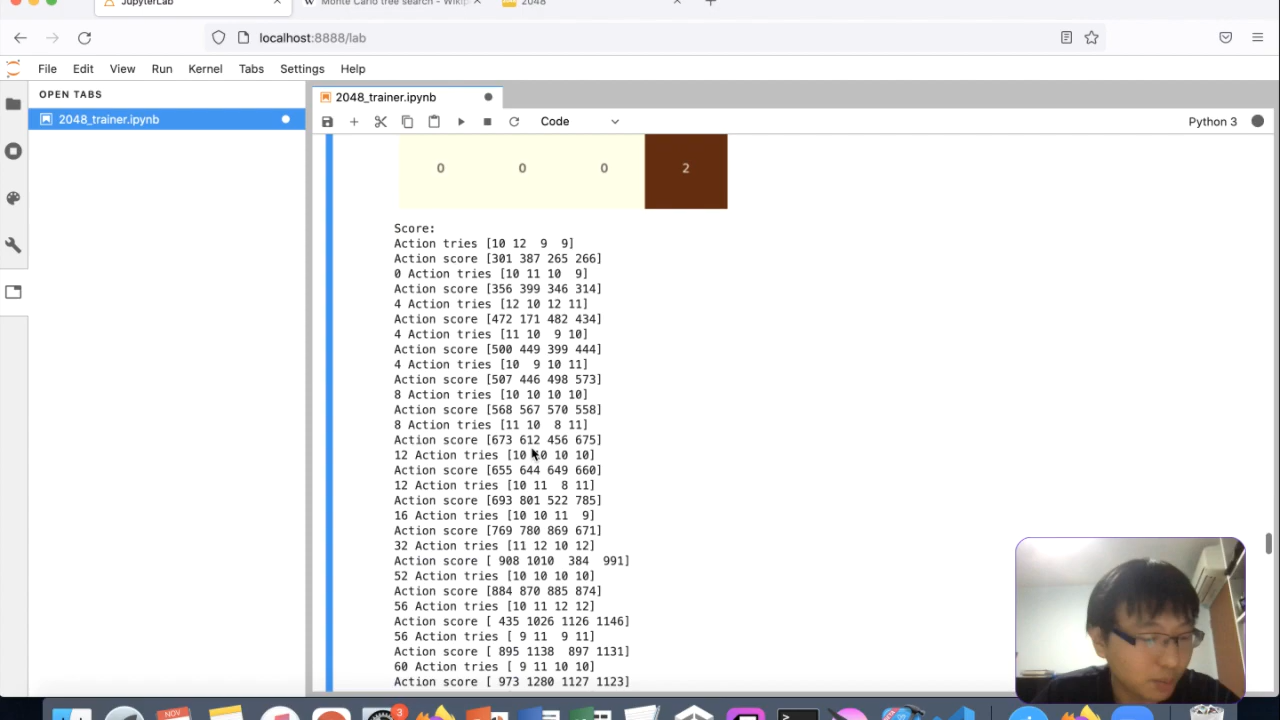 JupyterLab
Monte Carlo tree search - Wikip
2048
localhost:8888/lab
File Edit View Run Kernel Tabs Settings Help
OPEN TABS
2048_trainer.ipynb
2048_trainer.ipynb
Code
Python 3
0 0 0 2
Score:
Action tries [10 12  9  9]
Action score [301 387 265 266]
0 Action tries [10 11 10  9]
Action score [356 399 346 314]
4 Action tries [12 10 12 11]
Action score [472 171 482 434]
4 Action tries [11 10  9 10]
Action score [500 449 399 444]
4 Action tries [10  9 10 11]
Action score [507 446 498 573]
8 Action tries [10 10 10 10]
Action score [568 567 570 558]
8 Action tries [11 10  8 11]
Action score [673 612 456 675]
12 Action tries [10 10 10 10]
Action score [655 644 649 660]
12 Action tries [10 11  8 11]
Action score [693 801 522 785]
16 Action tries [10 10 11  9]
Action score [769 780 869 671]
32 Action tries [11 12 10 12]
Action score [ 908 1010  384  991]
52 Action tries [10 10 10 10]
Action score [884 870 885 874]
56 Action tries [10 11 12 12]
Action score [ 435 1026 1126 1146]
56 Action tries [ 9 11  9 11]
Action score [ 895 1138  897 1131]
60 Action tries [ 9 11 10 10]
Action score [ 973 1280 1127 1123]
NOV
3